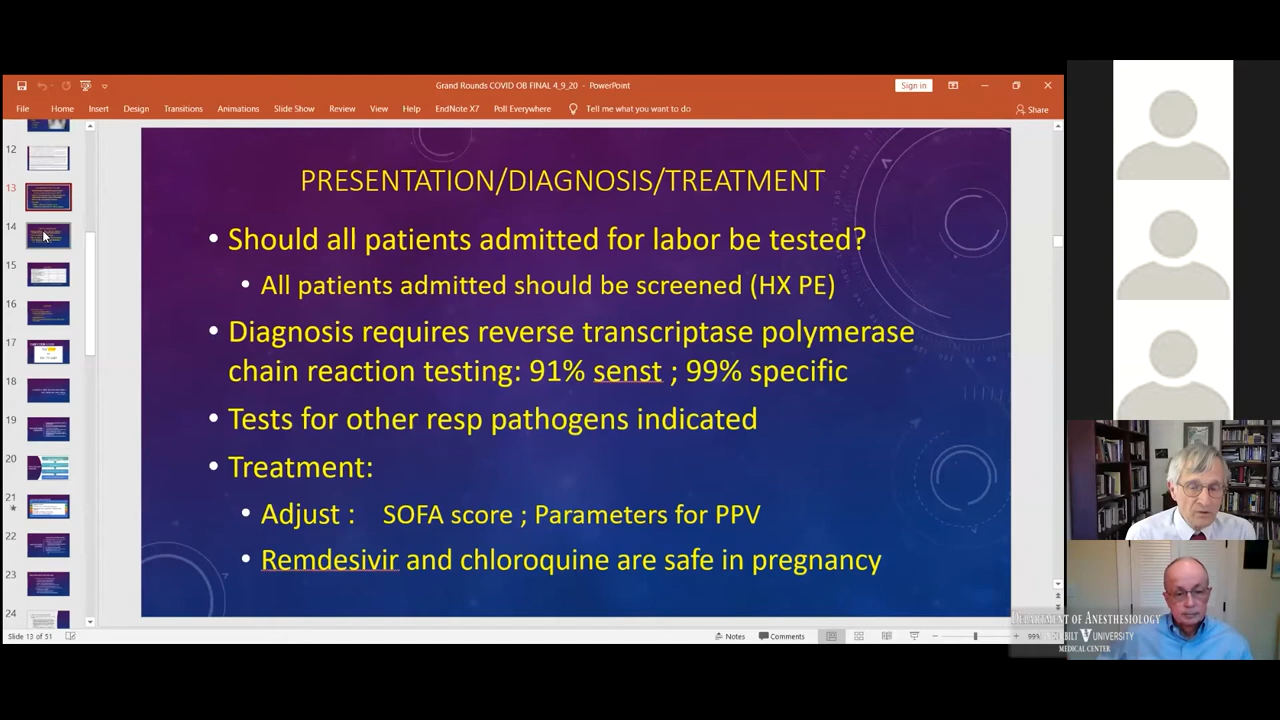 Grand Rounds COVID OB FINAL 4_9_20 - PowerPoint
Sign in
File Home Insert Design Transitions Animations Slide Show Review View Help EndNote X7 Poll Everywhere Tell me what you want to do
Share
12
13
14
15
16
17
18
19
20
21
22
23
24
PRESENTATION/DIAGNOSIS/TREATMENT
• Should all patients admitted for labor be tested?
• All patients admitted should be screened (HX PE)
• Diagnosis requires reverse transcriptase polymerase
chain reaction testing: 91% senst ; 99% specific
• Tests for other resp pathogens indicated
• Treatment:
• Adjust : SOFA score ; Parameters for PPV
• Remdesivir and chloroquine are safe in pregnancy
Slide 13 of 51
Notes Comments 99%
Department of Anesthesiology
University
Medical Center